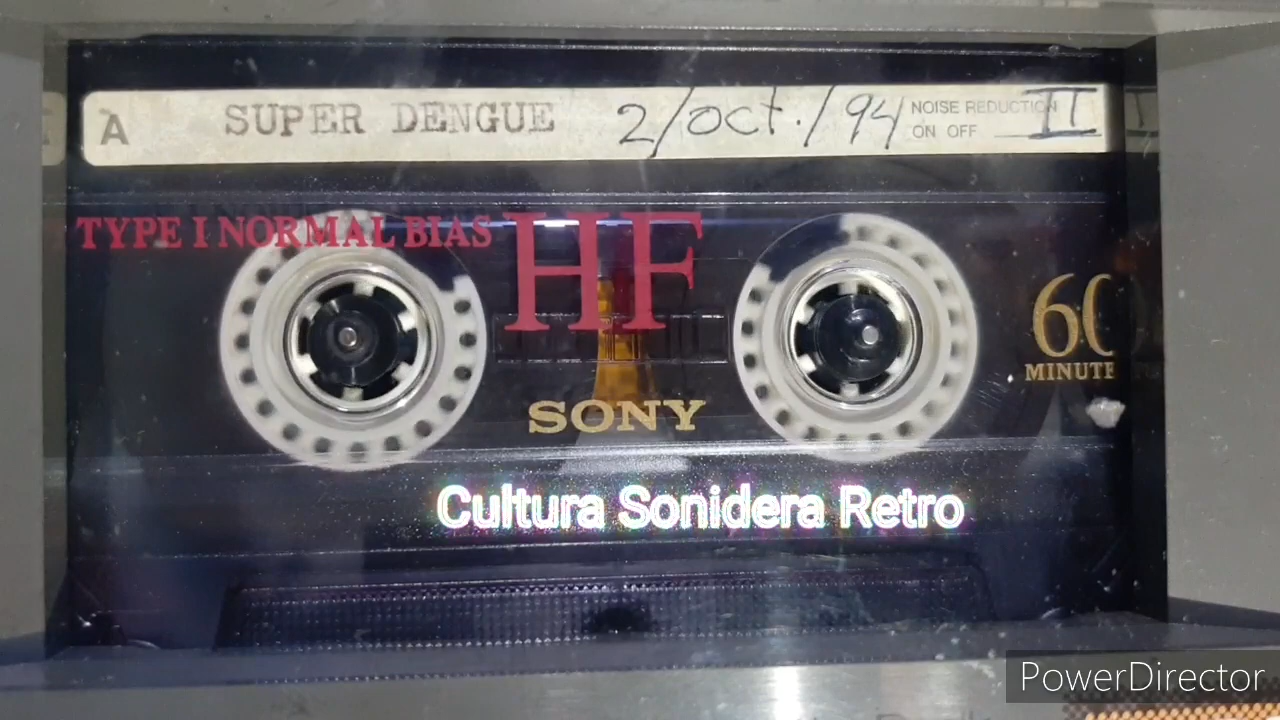 A SUPER DENGUE 2/Oct./94 NOISE REDUCTION II
ON OFF
TYPE I NORMAL BIAS HF
60
MINUTE
SONY
Cultura Sonidera Retro
PowerDirector